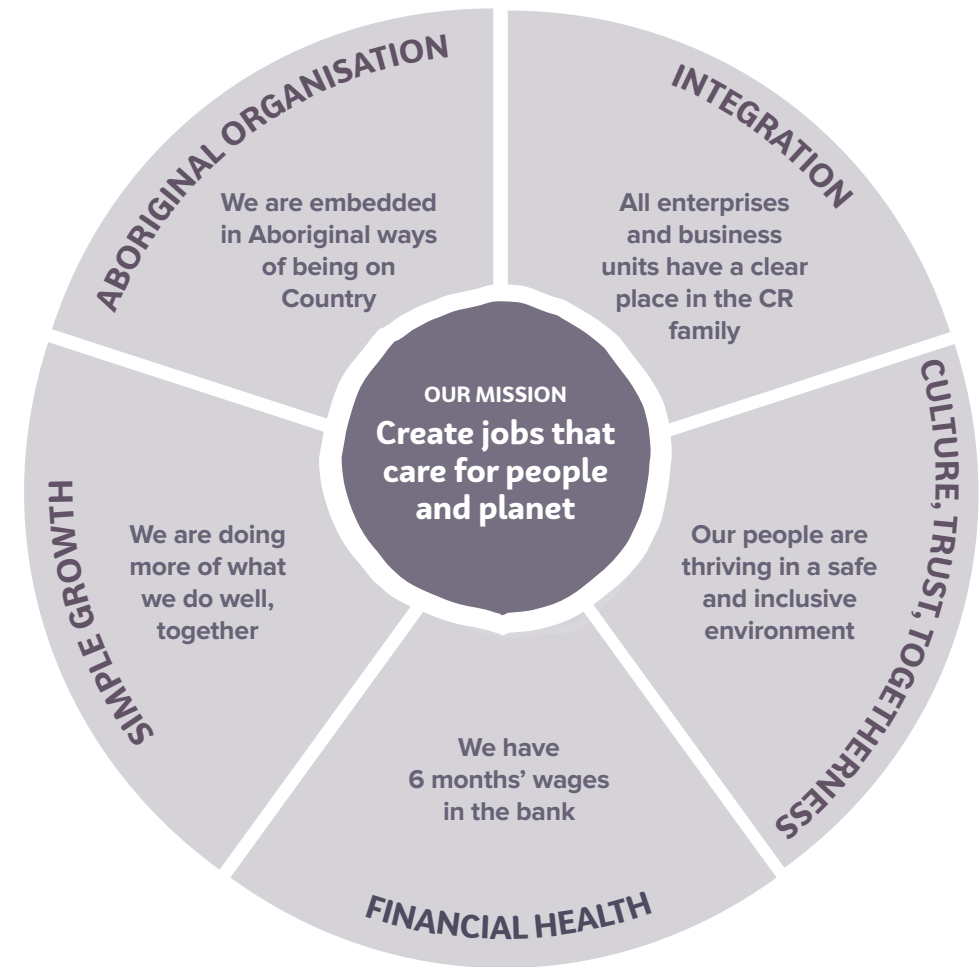 ABORIGINAL ORGANISATION
We are embedded
in Aboriginal ways
of being on
Country
INTEGRATION
All enterprises
and business
units have a clear
place in the CR
family
OUR MISSION
Create jobs that
care for people
and planet
CULTURE, TRUST, TOGETHERNESS
Our people are
thriving in a safe
and inclusive
environment
SIMPLE GROWTH
We are doing
more of what
we do well,
together
We have
6 months’ wages
in the bank
FINANCIAL HEALTH